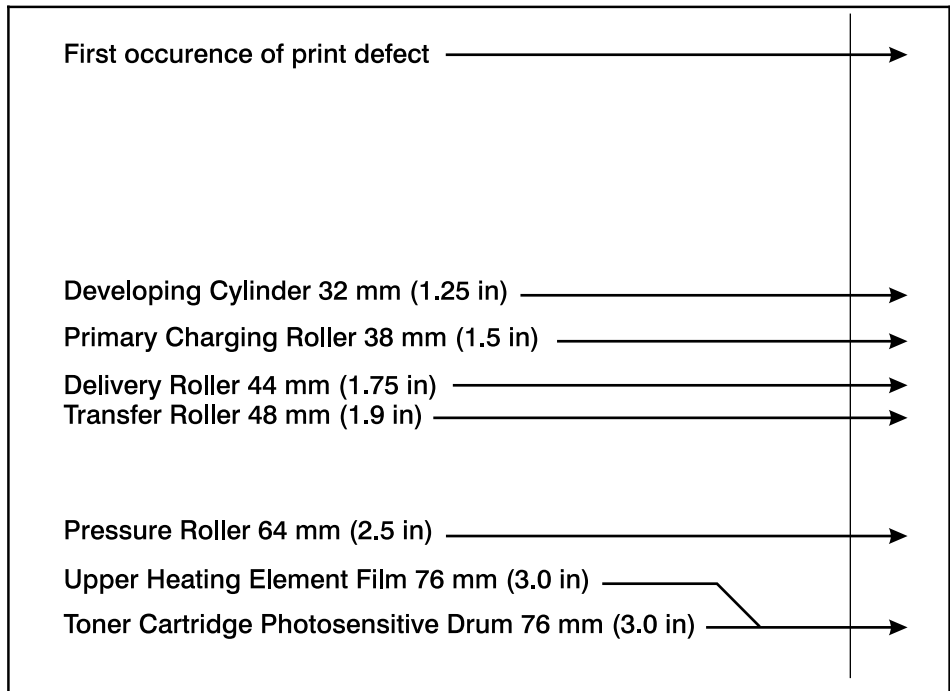 First occurence of print defect
Developing Cylinder 32 mm (1.25 in)
Primary Charging Roller 38 mm (1.5 in)
Delivery Roller 44 mm (1.75 in)
Transfer Roller 48 mm (1.9 in)
Pressure Roller 64 mm (2.5 in)
Upper Heating Element Film 76 mm (3.0 in)
Toner Cartridge Photosensitive Drum 76 mm (3.0 in)